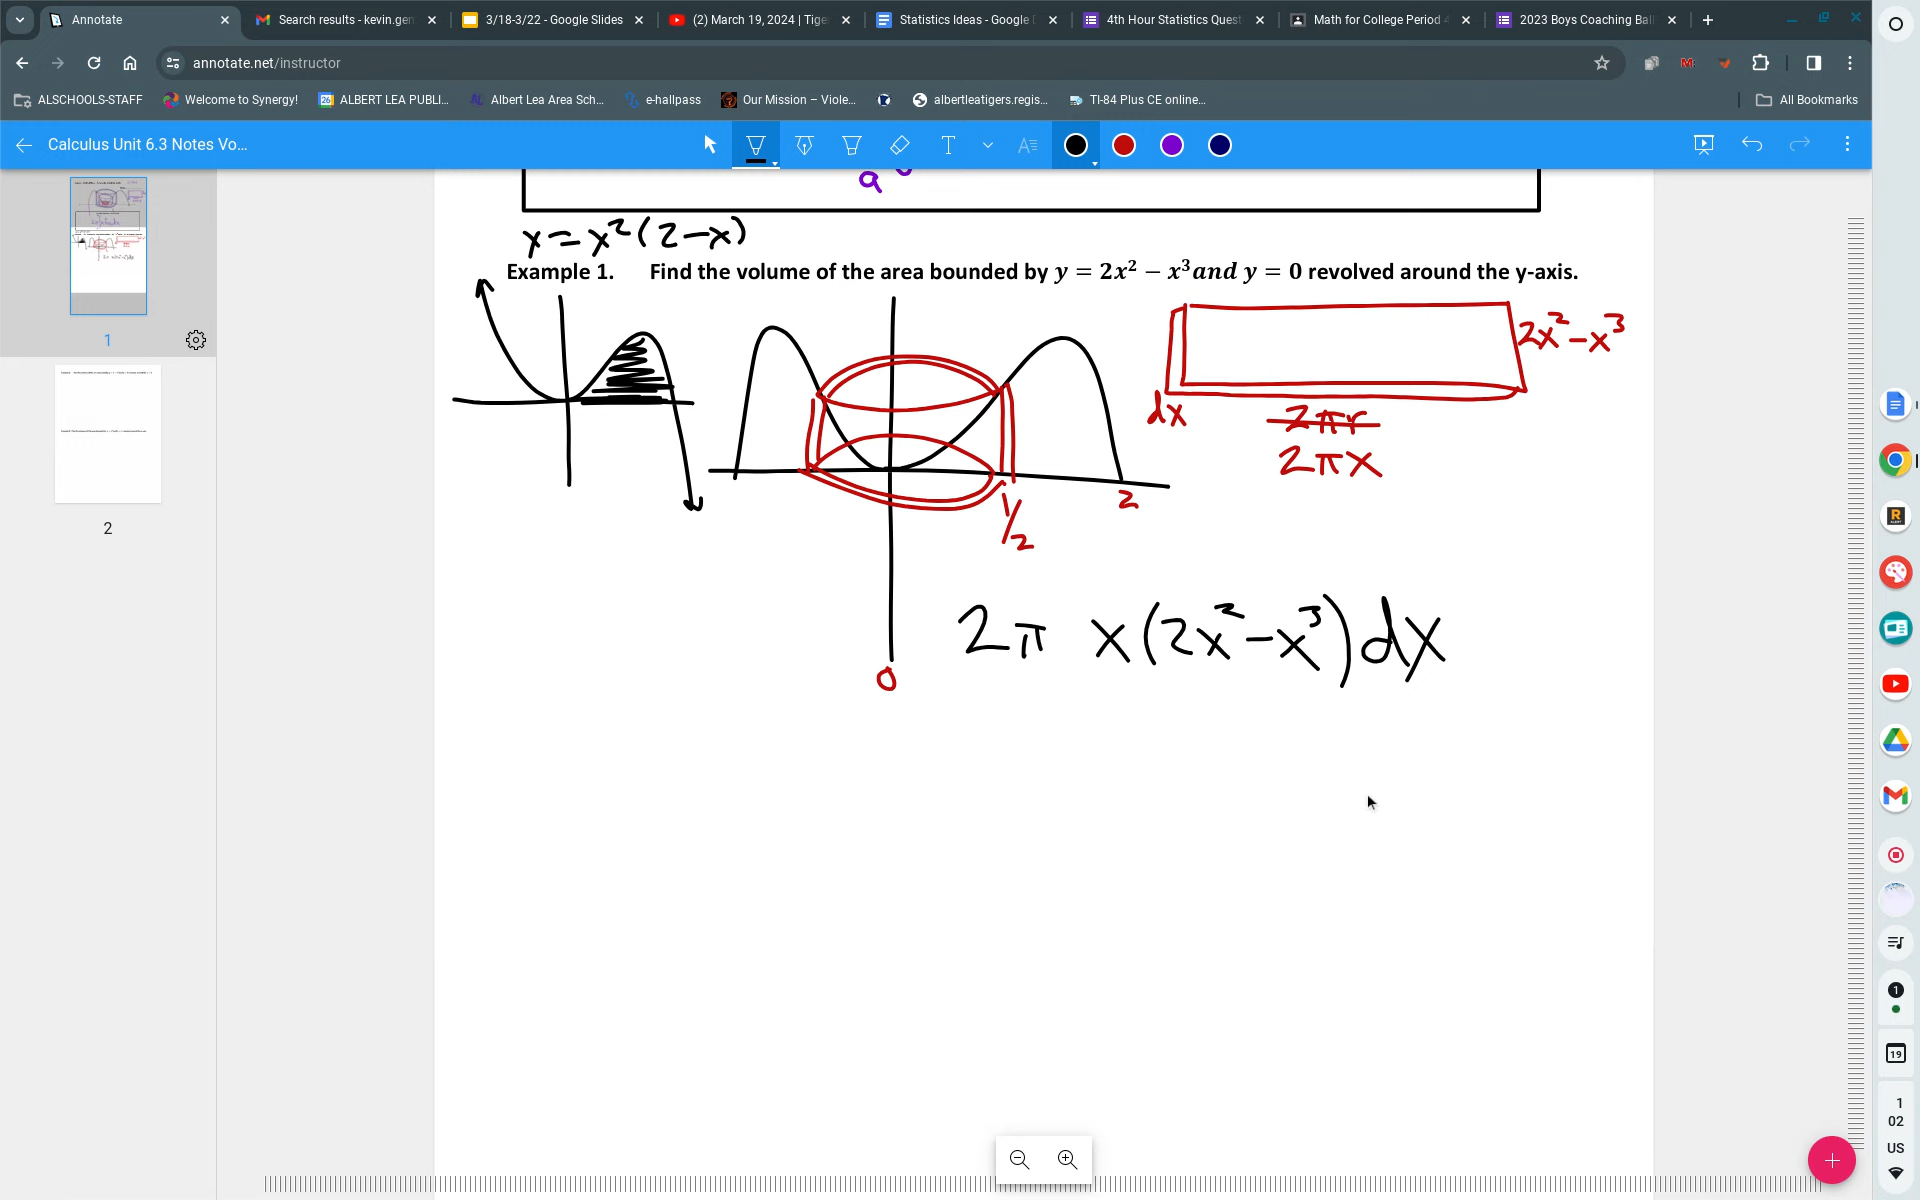 Annotate
Search results - kevin.gen
3/18-3/22 - Google Slides
(2) March 19, 2024 | Tige
Statistics Ideas - Google D
4th Hour Statistics Quest
Math for College Period 4
2023 Boys Coaching Ball
annotate.net/instructor
ALSCHOOLS-STAFF
Welcome to Synergy!
ALBERT LEA PUBLI...
Albert Lea Area Sch...
e-hallpass
Our Mission – Viole...
albertleatigers.regis...
TI-84 Plus CE online...
All Bookmarks
Calculus Unit 6.3 Notes Vo...
a
y = x²(2-x)
Example 1. Find the volume of the area bounded by y = 2x² − x³ and y = 0 revolved around the y-axis.
2x²-x³
dx
2πr
2πx
1/2
2
0
2π x(2x²-x³)dx
1
2
19
1
02
US